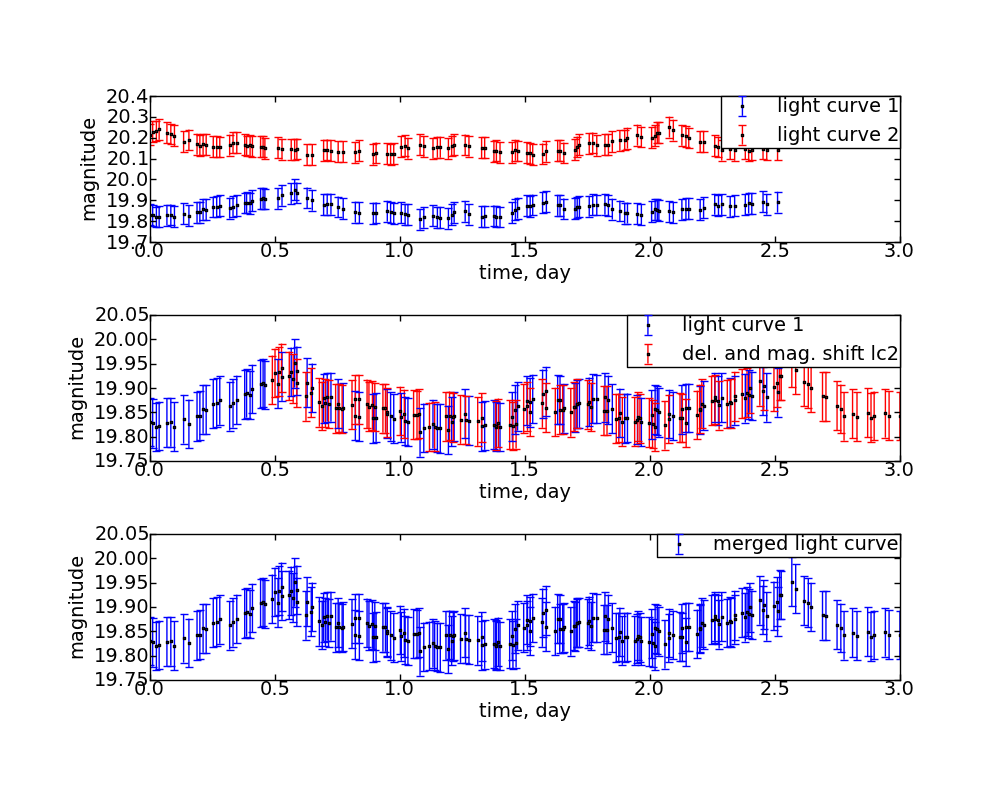 20.4
20.3
20.2
20.1
20.0
19.9
19.8
19.7
magnitude
light curve 1
light curve 2
0.0 0.5 1.0 1.5 2.0 2.5 3.0
time, day
20.05
20.00
19.95
19.90
19.85
19.80
19.75
magnitude
light curve 1
del. and mag. shift lc2
0.0 0.5 1.0 1.5 2.0 2.5 3.0
time, day
20.05
20.00
19.95
19.90
19.85
19.80
19.75
magnitude
merged light curve
0.0 0.5 1.0 1.5 2.0 2.5 3.0
time, day